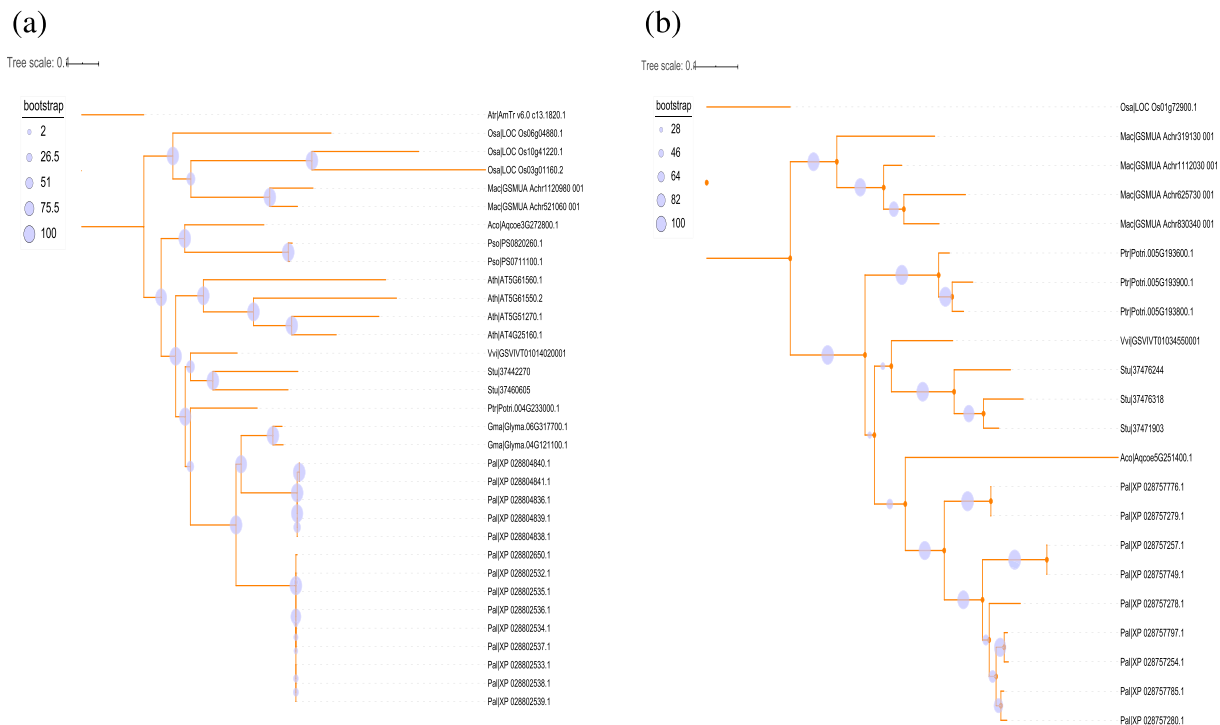 (a)
Tree scale: 0.1
bootstrap
2
26.5
51
75.5
100
Atr|AmTr v6.0 c13.1820.1
Osa|LOC Os06g04880.1
Osa|LOC Os10g41220.1
Osa|LOC Os03g01160.2
Mac|GSMUA Achr1120980 001
Mac|GSMUA Achr521060 001
Aco|Aqcoe3G272800.1
Pso|PS0820260.1
Pso|PS0711100.1
Ath|AT5G61560.1
Ath|AT5G61550.2
Ath|AT5G51270.1
Ath|AT4G25160.1
Vvi|GSVIVT01014020001
Stu|37442270
Stu|37460605
Ptr|Potri.004G233000.1
Gma|Glyma.06G317700.1
Gma|Glyma.04G121100.1
Pal|XP 028804840.1
Pal|XP 028804841.1
Pal|XP 028804836.1
Pal|XP 028804839.1
Pal|XP 028804838.1
Pal|XP 028802650.1
Pal|XP 028802532.1
Pal|XP 028802535.1
Pal|XP 028802536.1
Pal|XP 028802534.1
Pal|XP 028802537.1
Pal|XP 028802533.1
Pal|XP 028802538.1
Pal|XP 028802539.1
(b)
Tree scale: 0.1
bootstrap
28
46
64
82
100
Osa|LOC Os01g72900.1
Mac|GSMUA Achr319130 001
Mac|GSMUA Achr1112030 001
Mac|GSMUA Achr625730 001
Mac|GSMUA Achr830340 001
Ptr|Potri.005G193600.1
Ptr|Potri.005G193900.1
Ptr|Potri.005G193800.1
Vvi|GSVIVT01034550001
Stu|37476244
Stu|37476318
Stu|37471903
Aco|Aqcoe5G251400.1
Pal|XP 028757776.1
Pal|XP 028757279.1
Pal|XP 028757257.1
Pal|XP 028757749.1
Pal|XP 028757278.1
Pal|XP 028757797.1
Pal|XP 028757254.1
Pal|XP 028757785.1
Pal|XP 028757280.1